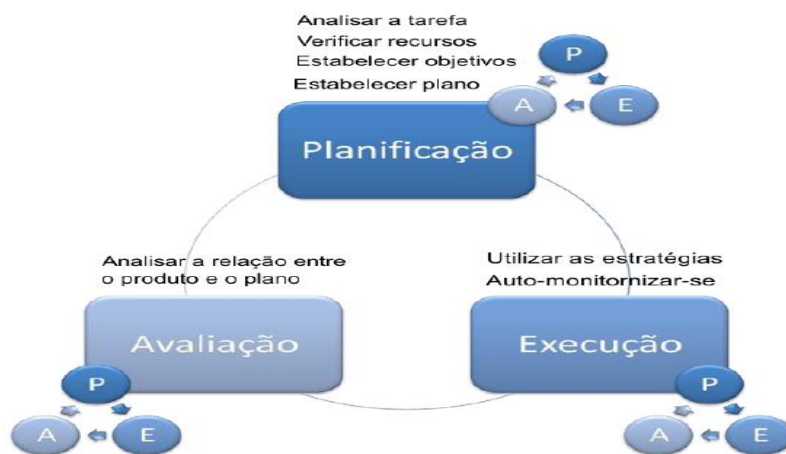 Analisar a tarefa
Verificar recursos
Estabelecer objetivos
Estabelecer plano
P
A
E
Planificação
Analisar a relação entre
o produto e o plano
Utilizar as estratégias
Auto-monitornizar-se
Avaliação
Execução
P
A
E
P
A
E